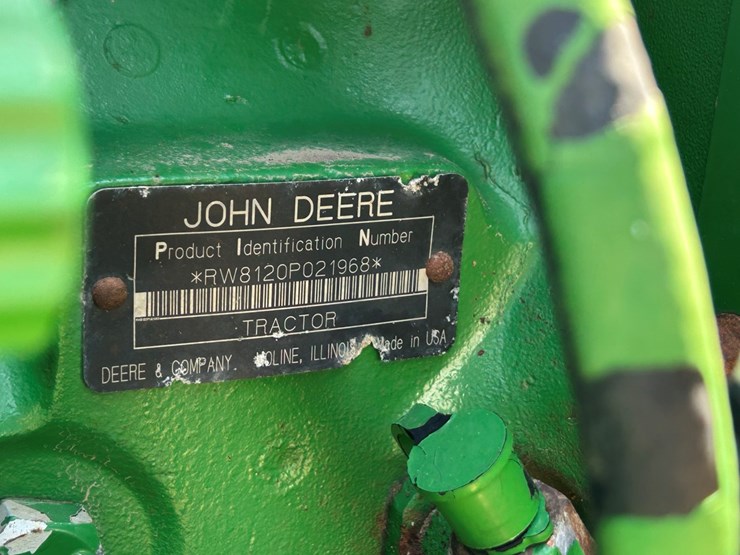 JOHN DEERE
Product Identification Number
*RW8120P021968*
TRACTOR
DEERE & COMPANY MOLINE, ILLINOIS Made in USA